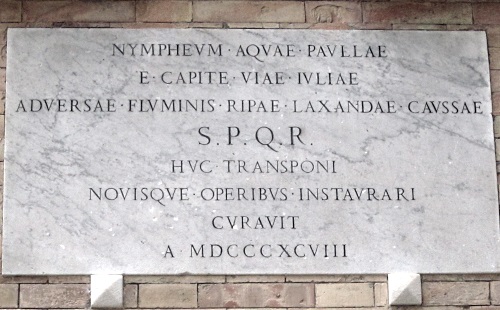 NYMPHEVM·AQVAE·PAVLLAE
E·CAPITE·VIAE·IVLIAE
ADVERSAE·FLVMINIS·RIPAE·LAXANDAE·CAVSSAE
S.P.Q.R.
HVC·TRANSPONI
NOVISQVE·OPERIBVS·INSTAVRARI
CVRAVIT
A MDCCCXCVIII